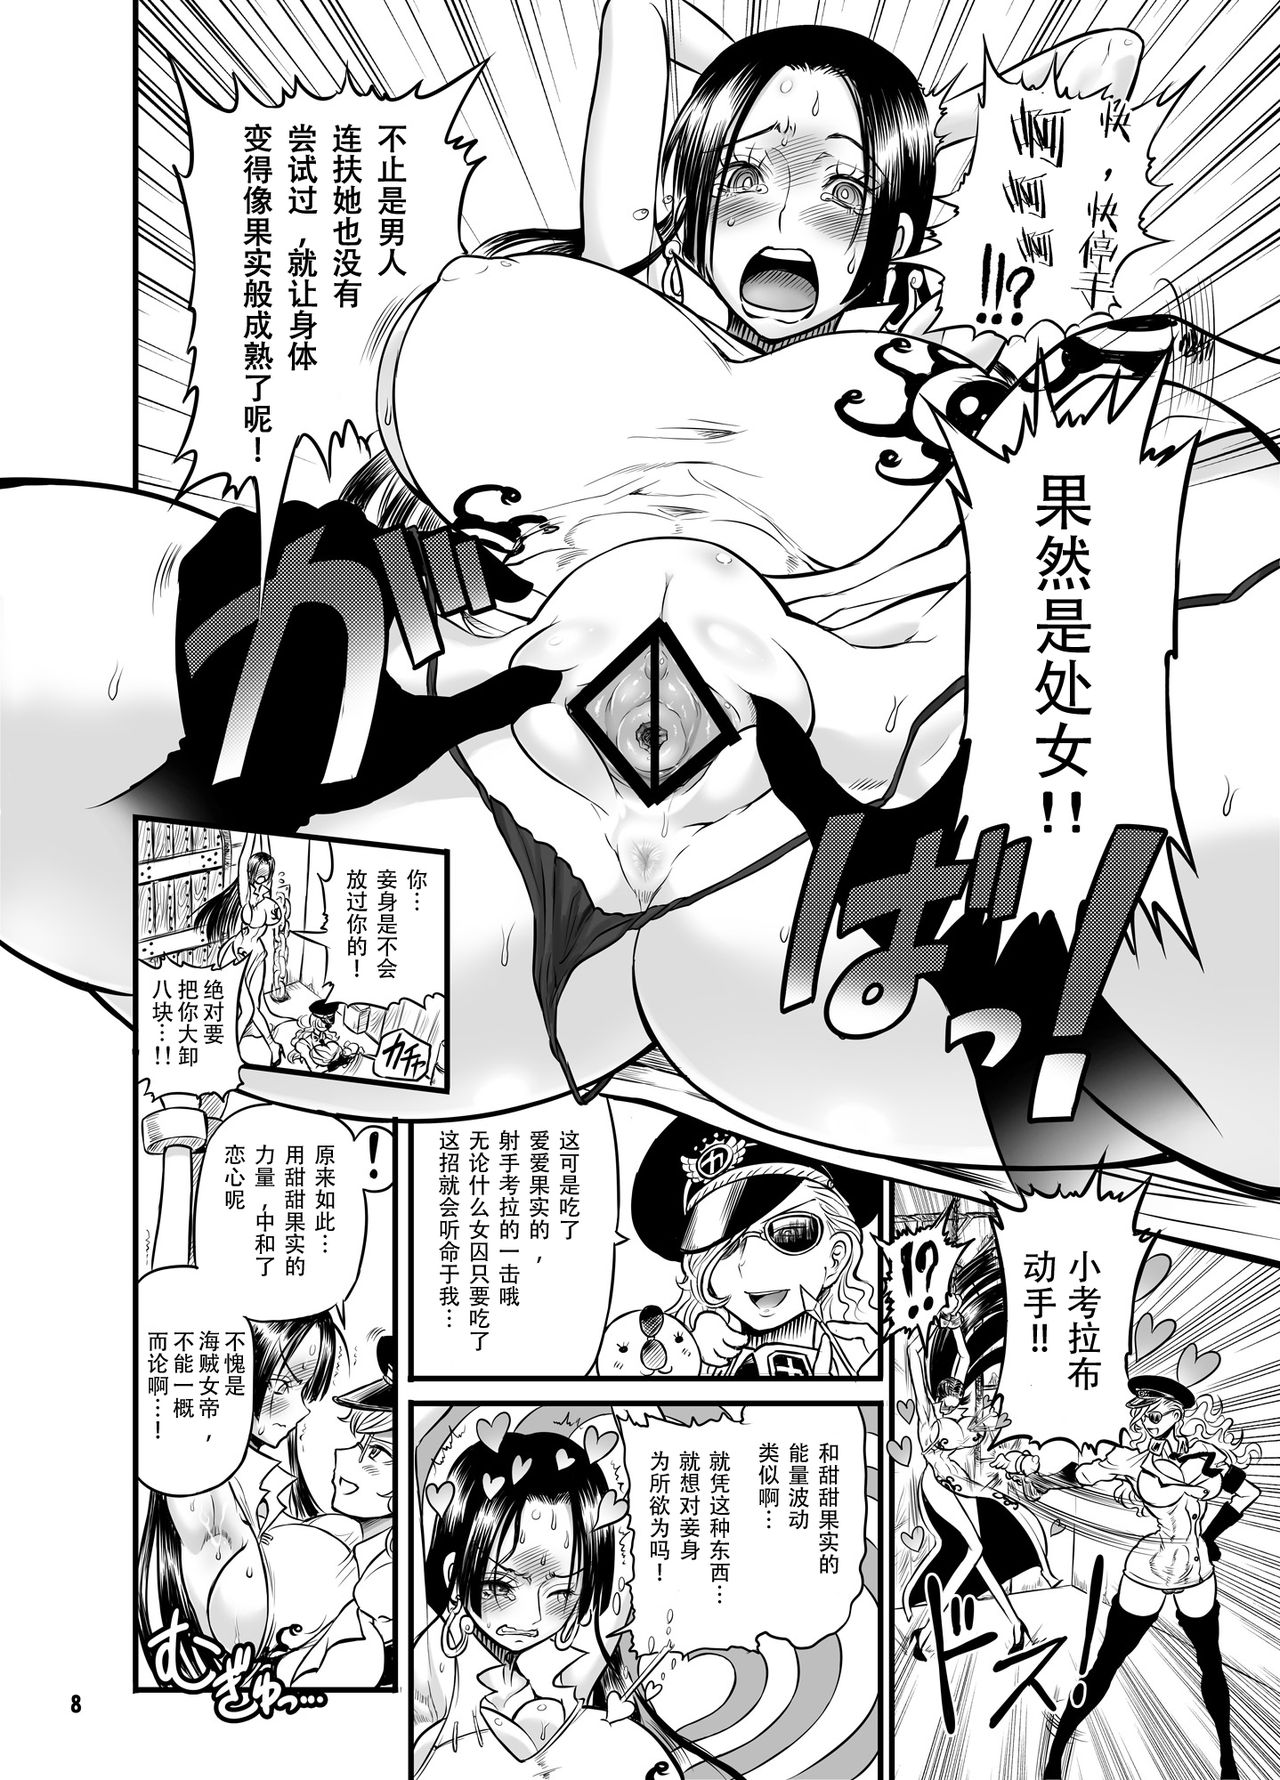 快，快停手
啊啊啊啊
!!?
果然是处女!!
不止是男人
连扶她也没有
尝试过,就让身体
变得像果实般成熟了呢！
がばっ！
你…
妾身是不会
放过你的！
绝对要
把你大卸
八块…!!
カチャ
小考拉布
动手!!
!?
ドス！
这可是吃了
爱爱果实的，
射手考拉的一击哦
无论什么女囚只要吃了
这招就会听命于我…
和甜甜果实的
能量波动
类似啊…
就凭这种东西…
就想对妾身
为所欲为吗！
！
原来如此…
用甜甜果实的
力量,中和了
恋心呢
不愧是
海贼女帝，
不能一概
而论啊…！
むぎゅっ…
8